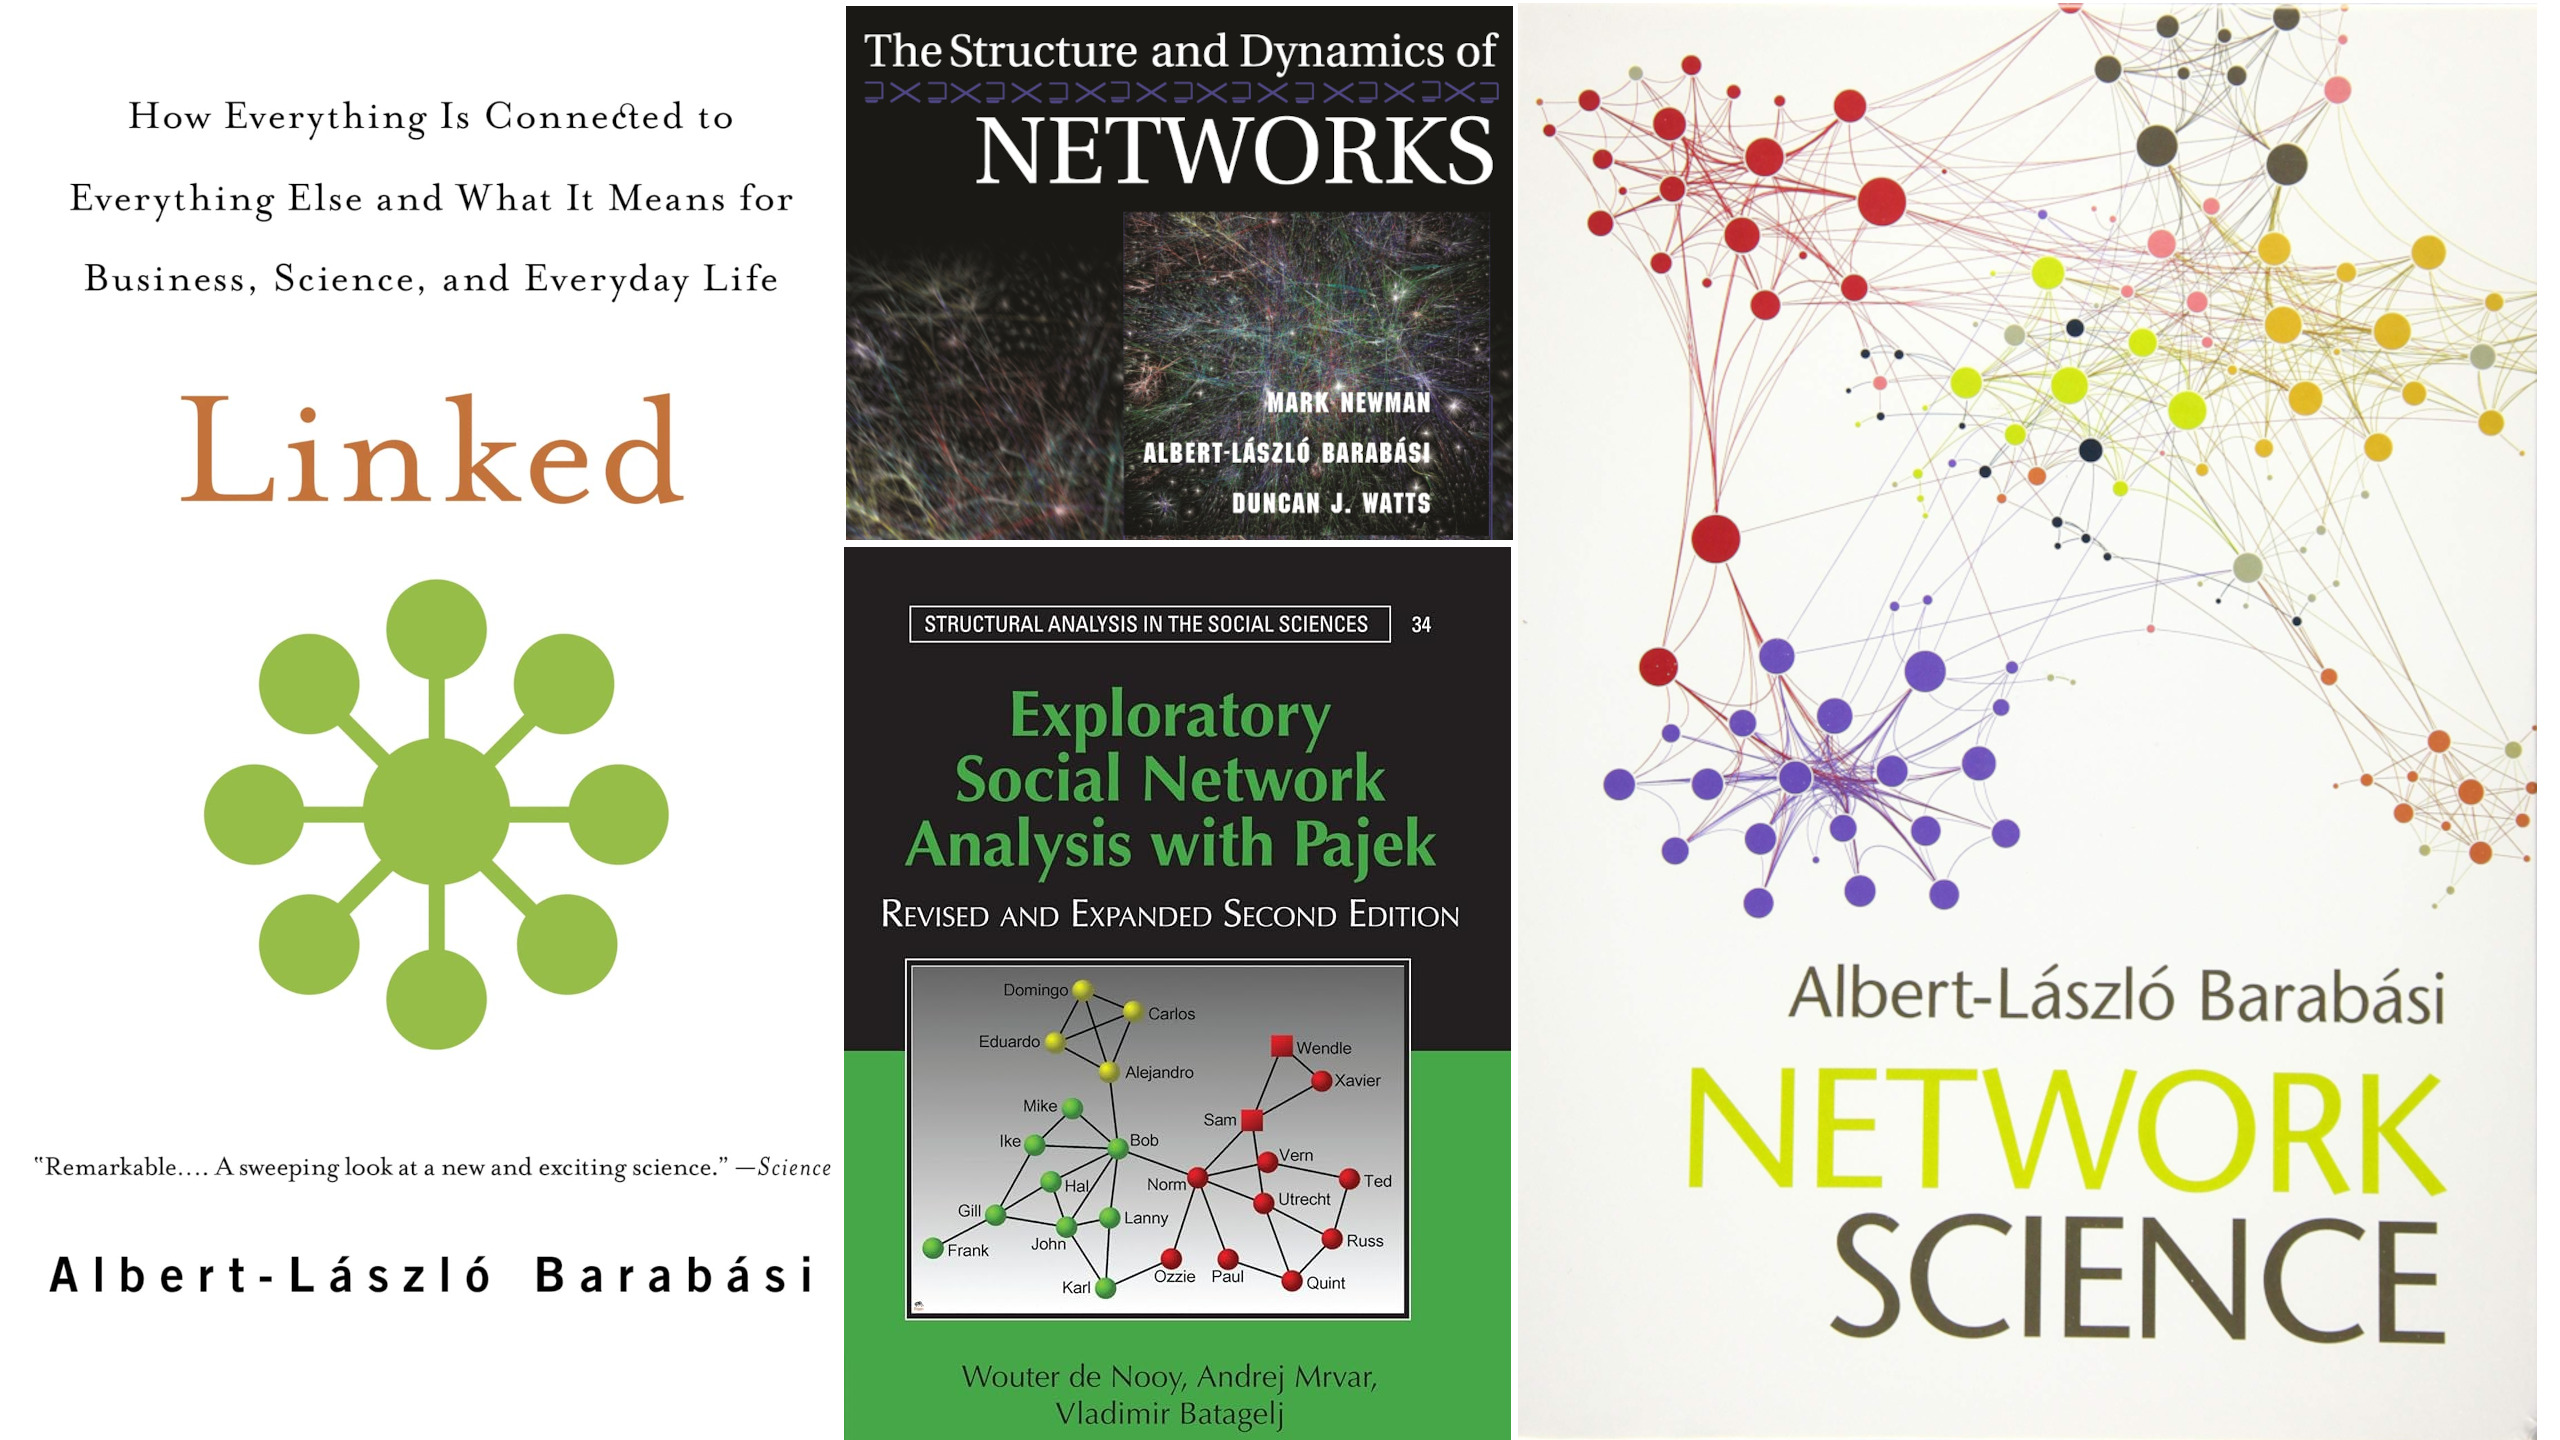 How Everything Is Connected to
Everything Else and What It Means for
Business, Science, and Everyday Life
Linked
"Remarkable.... A sweeping look at a new and exciting science." —Science
Albert-László Barabási
The Structure and Dynamics of
NETWORKS
MARK NEWMAN
ALBERT-LÁSZLÓ BARABÁSI
DUNCAN J. WATTS
STRUCTURAL ANALYSIS IN THE SOCIAL SCIENCES 34
Exploratory
Social Network
Analysis with Pajek
REVISED AND EXPANDED SECOND EDITION
Domingo
Carlos
Eduardo
Alejandro
Wendle
Xavier
Mike
Sam
Ike
Bob
Vern
Hal
Norm
Ted
Utrecht
Gill
Lanny
John
Russ
Frank
Ozzie
Paul
Karl
Quint
Wouter de Nooy, Andrej Mrvar,
Vladimir Batagelj
Albert-László Barabási
NETWORK
SCIENCE